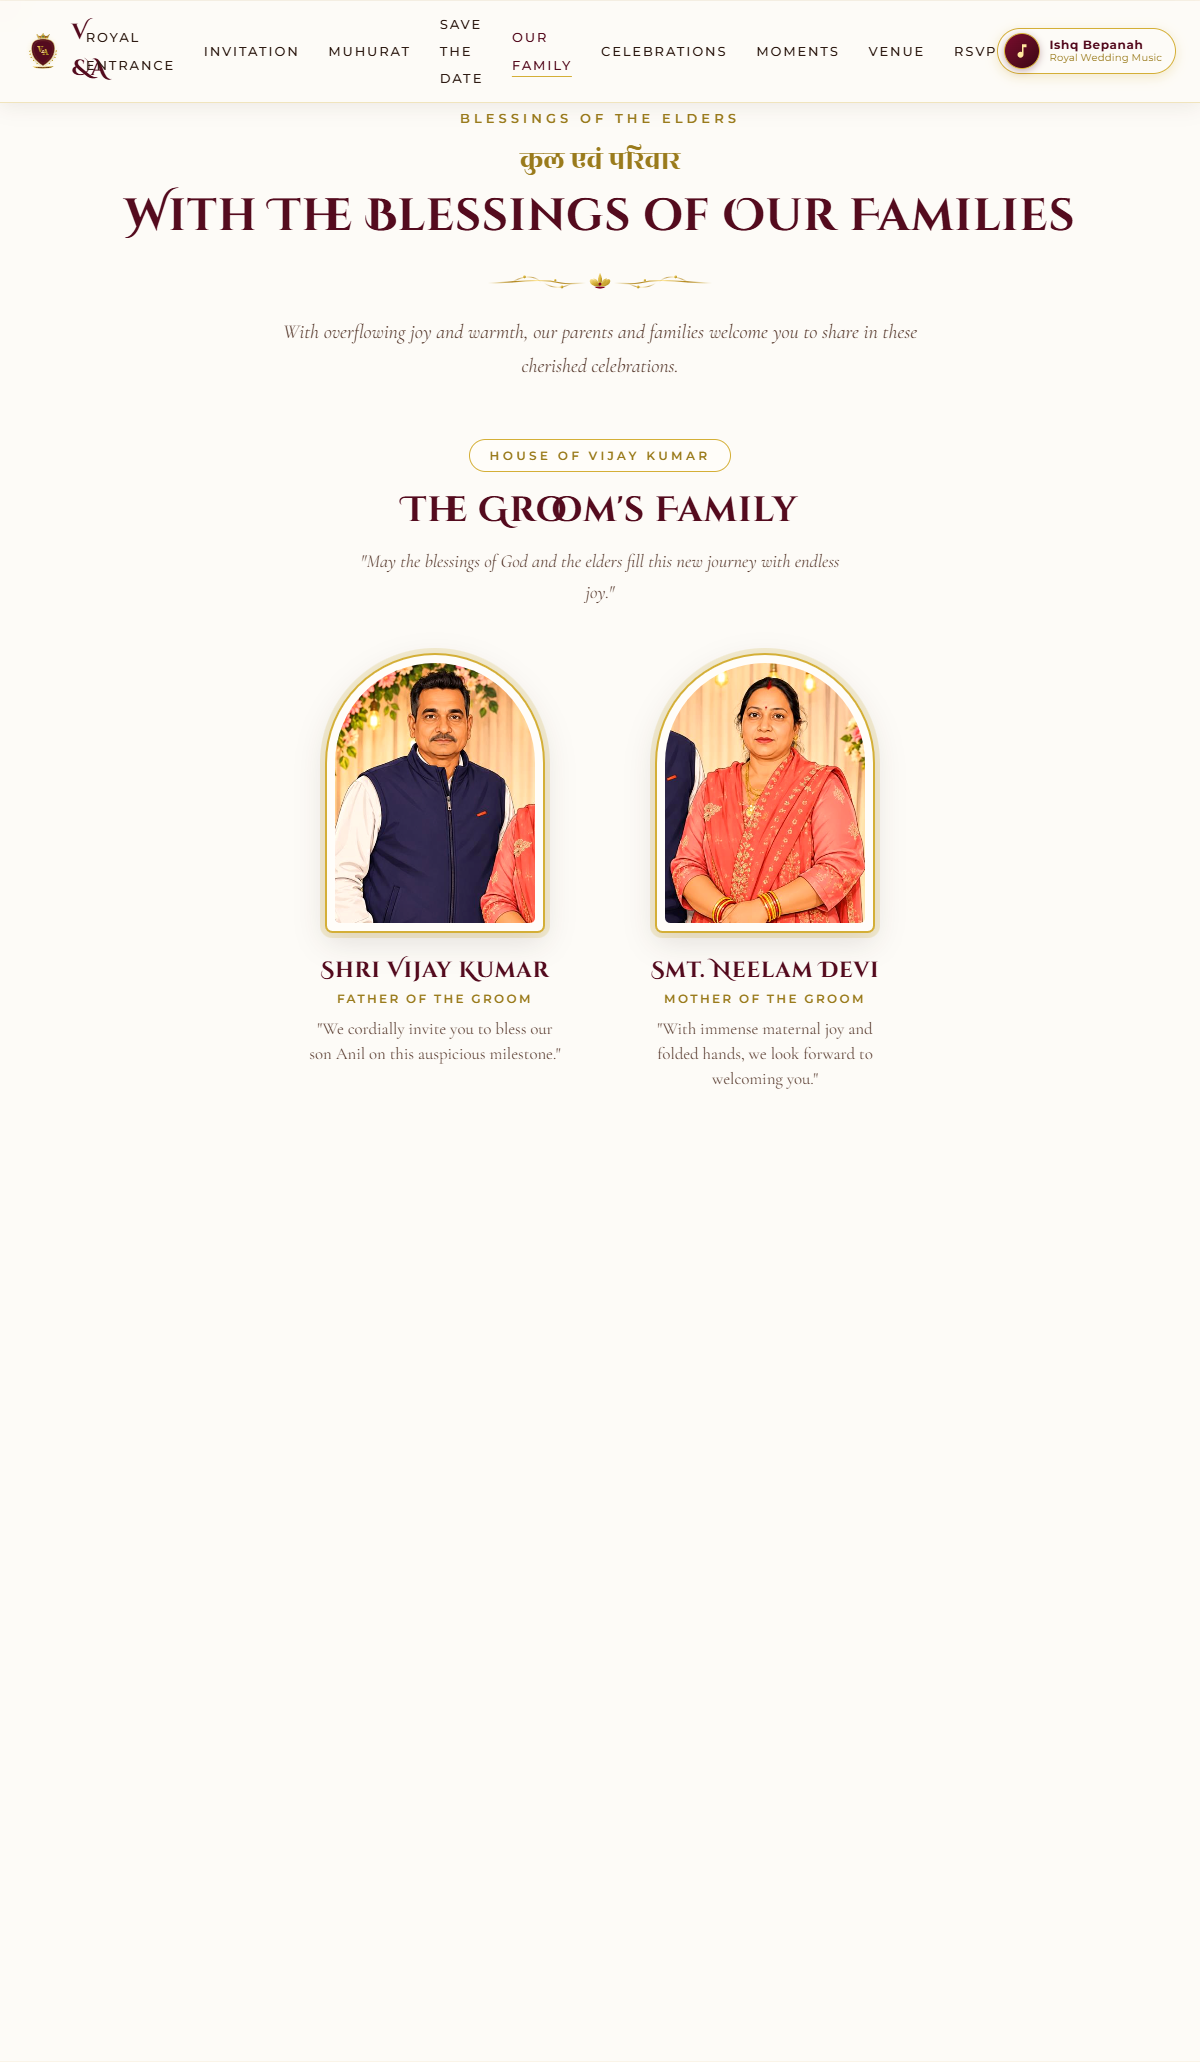 V&A
V
&A
ROYAL
ENTRANCE
INVITATION
MUHURAT
SAVE
THE
DATE
OUR
FAMILY
CELEBRATIONS
MOMENTS
VENUE
RSVP
Ishq Bepanah
Royal Wedding Music
BLESSINGS OF THE ELDERS
कुल एवं परिवार
WITH THE BLESSINGS OF OUR FAMILIES
With overflowing joy and warmth, our parents and families welcome you to share in these
cherished celebrations.
HOUSE OF VIJAY KUMAR
THE GROOM'S FAMILY
"May the blessings of God and the elders fill this new journey with endless
joy."
SHRI VIJAY KUMAR
FATHER OF THE GROOM
"We cordially invite you to bless our
son Anil on this auspicious milestone."
SMT. NEELAM DEVI
MOTHER OF THE GROOM
"With immense maternal joy and
folded hands, we look forward to
welcoming you."